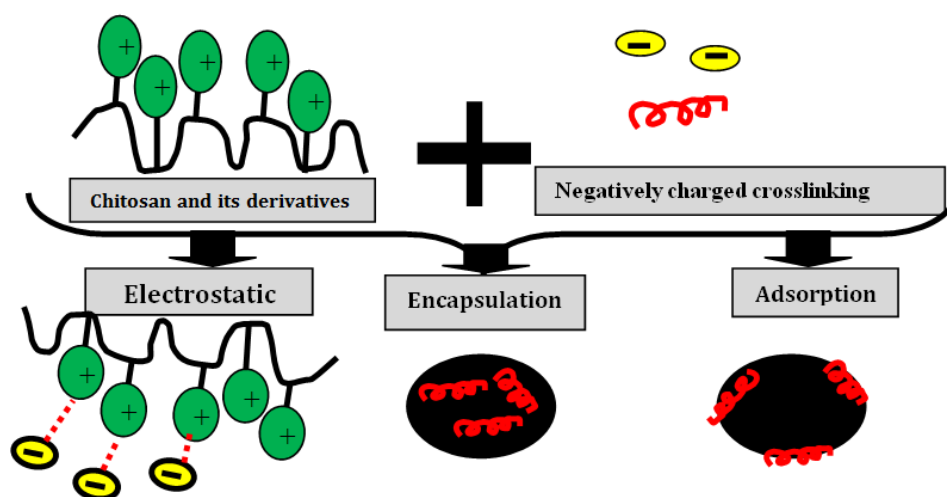 Chitosan and its derivatives
Negatively charged crosslinking
Electrostatic
Encapsulation
Adsorption